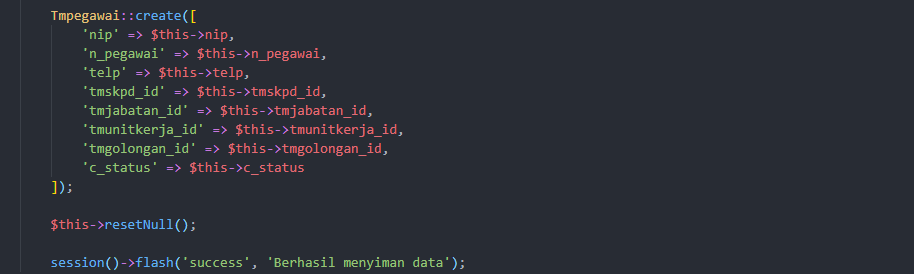 Tmpegawai::create([
'nip' => $this->nip,
'n_pegawai' => $this->n_pegawai,
'telp' => $this->telp,
'tmskpd_id' => $this->tmskpd_id,
'tmjabatan_id' => $this->tmjabatan_id,
'tmunitkerja_id' => $this->tmunitkerja_id,
'tmgolongan_id' => $this->tmgolongan_id,
'c_status' => $this->c_status
]);
$this->resetNull();
session()->flash('success', 'Berhasil menyiman data');